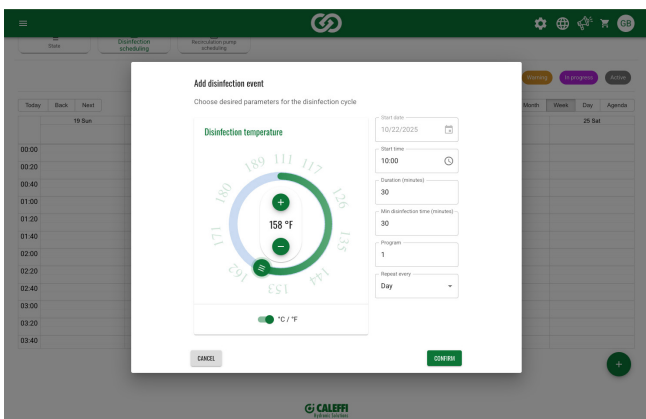 GB
Stats
Disinfection scheduling
Recirculation pump scheduling
Warning
In progress
Active
Today
Back
Next
Month
Week
Day
Agenda
19 Sun
25 Sat
00:00
00:20
00:40
01:00
01:20
01:40
02:00
02:20
02:40
03:00
03:20
03:40
Add disinfection event
Choose desired parameters for the disinfection cycle
Disinfection temperature
111
117
126
135
144
153
162
171
180
189
158 °F
°C / °F
Start date
10/22/2025
Start time
10:00
Duration (minutes)
30
Min disinfection time (minutes)
30
Program
1
Repeat every
Day
CANCEL
CONFIRM
CALEFFI
Hydronic Solutions